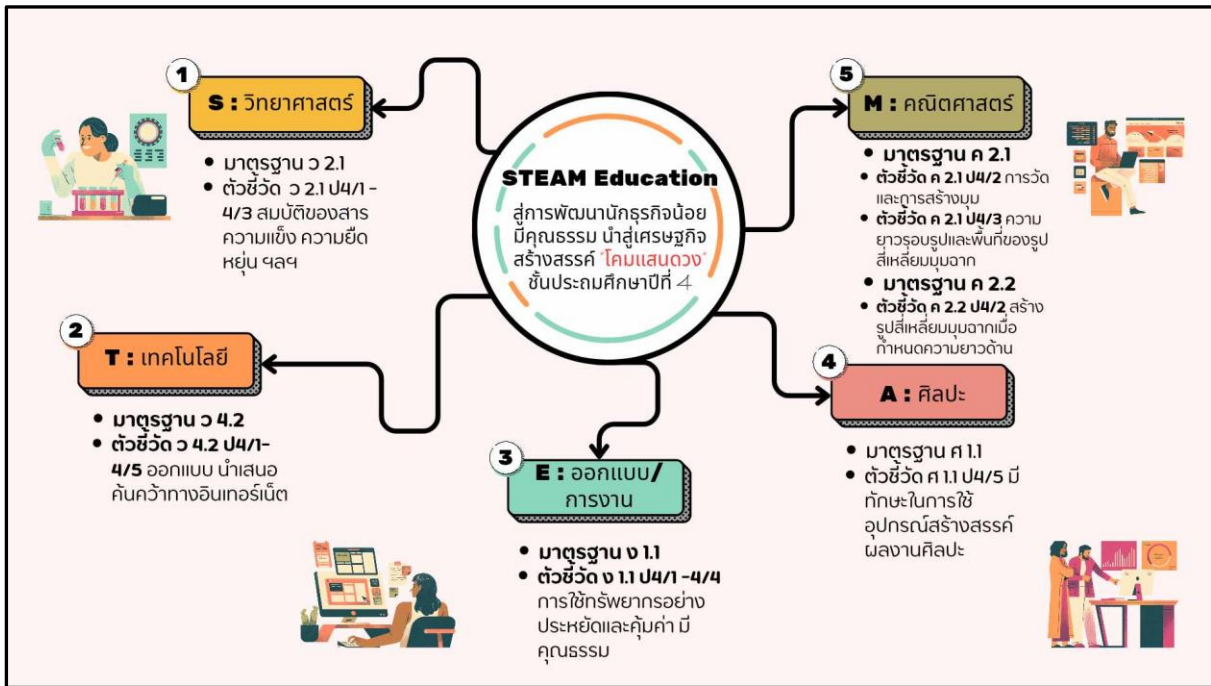 STEAM Education
สู่การพัฒนานักธุรกิจน้อย
มีคุณธรรม นำสู่เศรษฐกิจ
สร้างสรรค์ "โคมแสนดวง"
ชั้นประถมศึกษาปีที่ 4
1
S : วิทยาศาสตร์
• มาตรฐาน ว 2.1
• ตัวชี้วัด ว 2.1 ป4/1 -
4/3 สมบัติของสาร
ความแข็ง ความยืด
หยุ่น ฯลฯ
2
T : เทคโนโลยี
• มาตรฐาน ว 4.2
• ตัวชี้วัด ว 4.2 ป4/1-
4/5 ออกแบบ นำเสนอ
ค้นคว้าทางอินเทอร์เน็ต
3
E : ออกแบบ/
การงาน
• มาตรฐาน ง 1.1
• ตัวชี้วัด ง 1.1 ป4/1 -4/4
การใช้ทรัพยากรอย่าง
ประหยัดและคุ้มค่า มี
คุณธรรม
4
A : ศิลปะ
• มาตรฐาน ศ 1.1
• ตัวชี้วัด ศ 1.1 ป4/5 มี
ทักษะในการใช้
อุปกรณ์สร้างสรรค์
ผลงานศิลปะ
5
M : คณิตศาสตร์
• มาตรฐาน ค 2.1
• ตัวชี้วัด ค 2.1 ป4/2 การวัด
และการสร้างมุม
• ตัวชี้วัด ค 2.1 ป4/3 ความ
ยาวรอบรูปและพื้นที่ของรูป
สี่เหลี่ยมมุมฉาก
• มาตรฐาน ค 2.2
• ตัวชี้วัด ค 2.2 ป4/2 สร้าง
รูปสี่เหลี่ยมมุมฉากเมื่อ
กำหนดความยาวด้าน